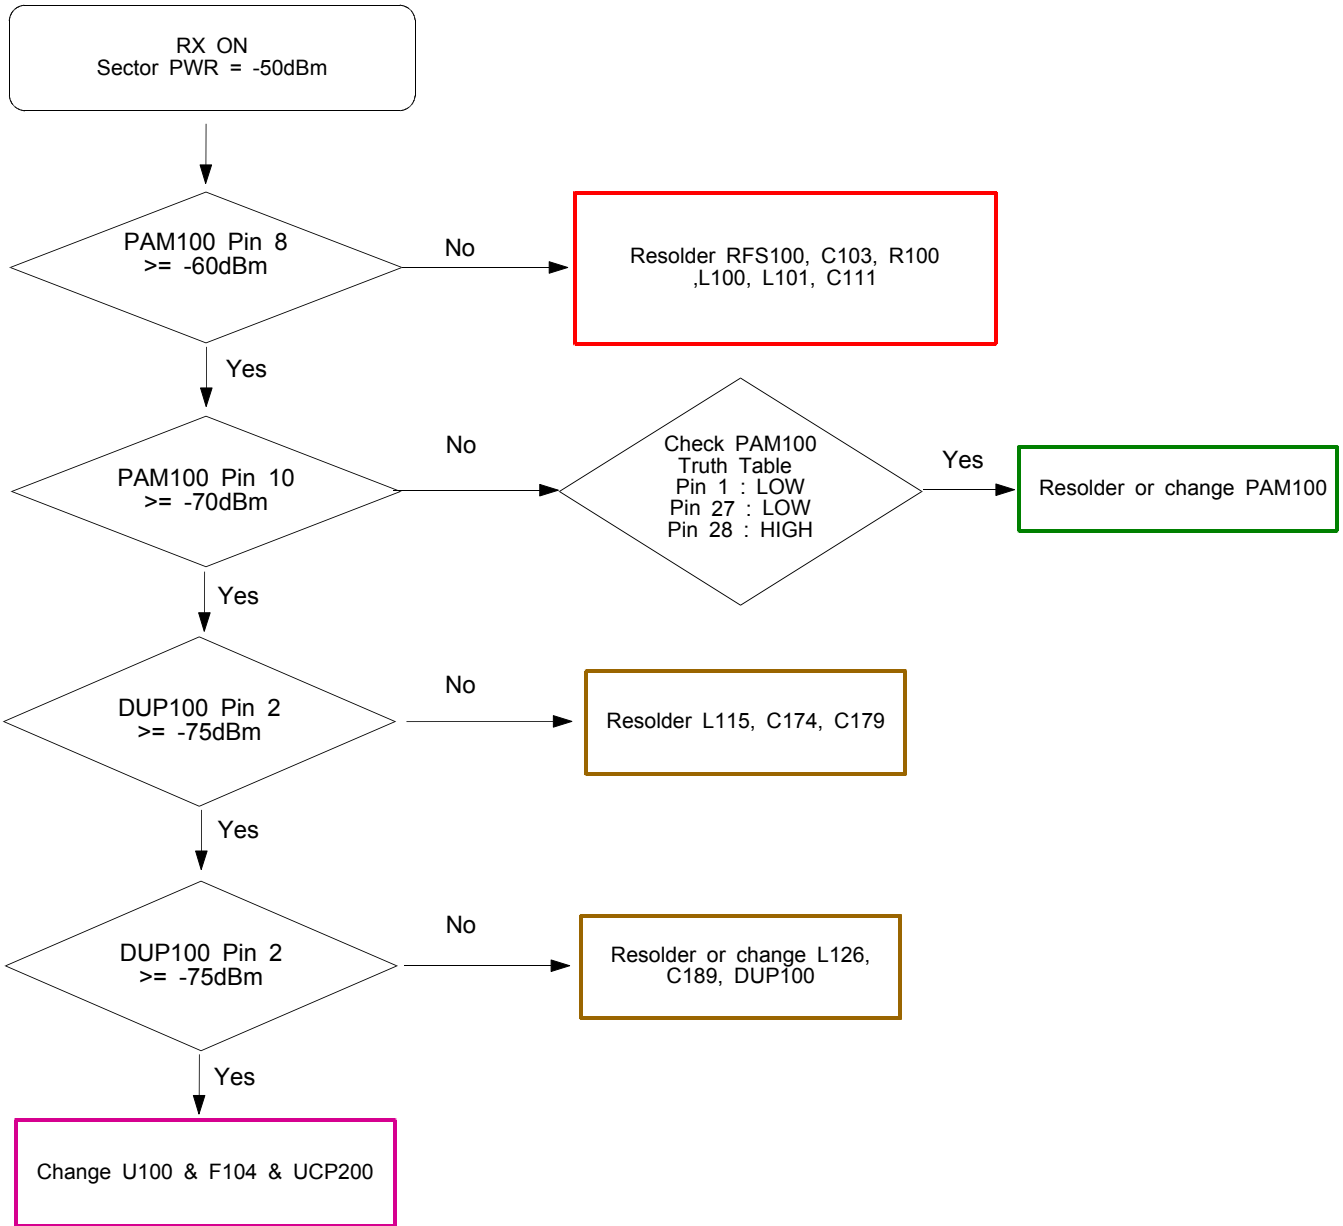 RX ON
Sector PWR = -50dBm
PAM100 Pin 8
>= -60dBm
No
Resolder RFS100, C103, R100
,L100, L101, C111
Yes
PAM100 Pin 10
>= -70dBm
No
Check PAM100
Truth Table
Pin 1 : LOW
Pin 27 : LOW
Pin 28 : HIGH
Yes
Resolder or change PAM100
Yes
DUP100 Pin 2
>= -75dBm
No
Resolder L115, C174, C179
Yes
DUP100 Pin 2
>= -75dBm
No
Resolder or change L126,
C189, DUP100
Yes
Change U100 & F104 & UCP200